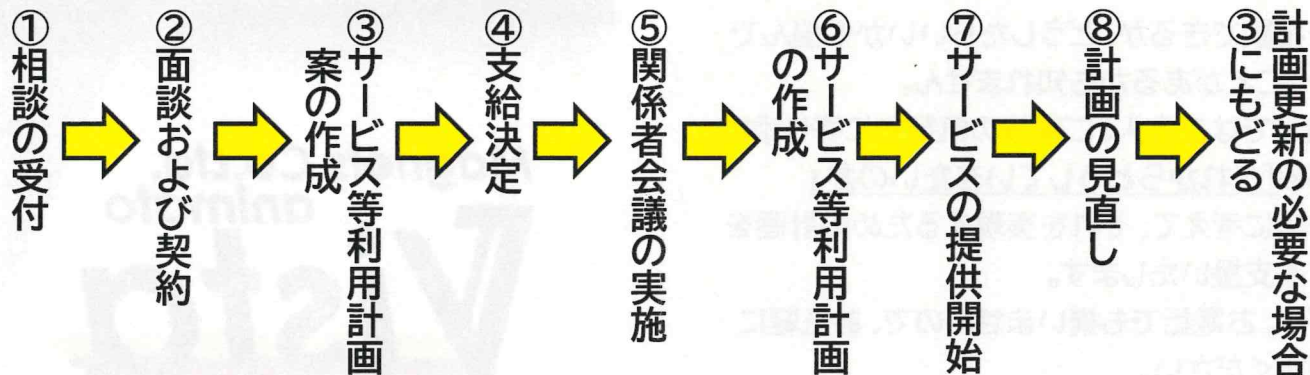 ①相談の受付
②面談および契約
③サービス等利用計画
案の作成
④支給決定
⑤関係者会議の実施
⑥サービス等利用計画
の作成
⑦サービスの提供開始
⑧計画の見直し
計画更新の必要な場合
③にもどる